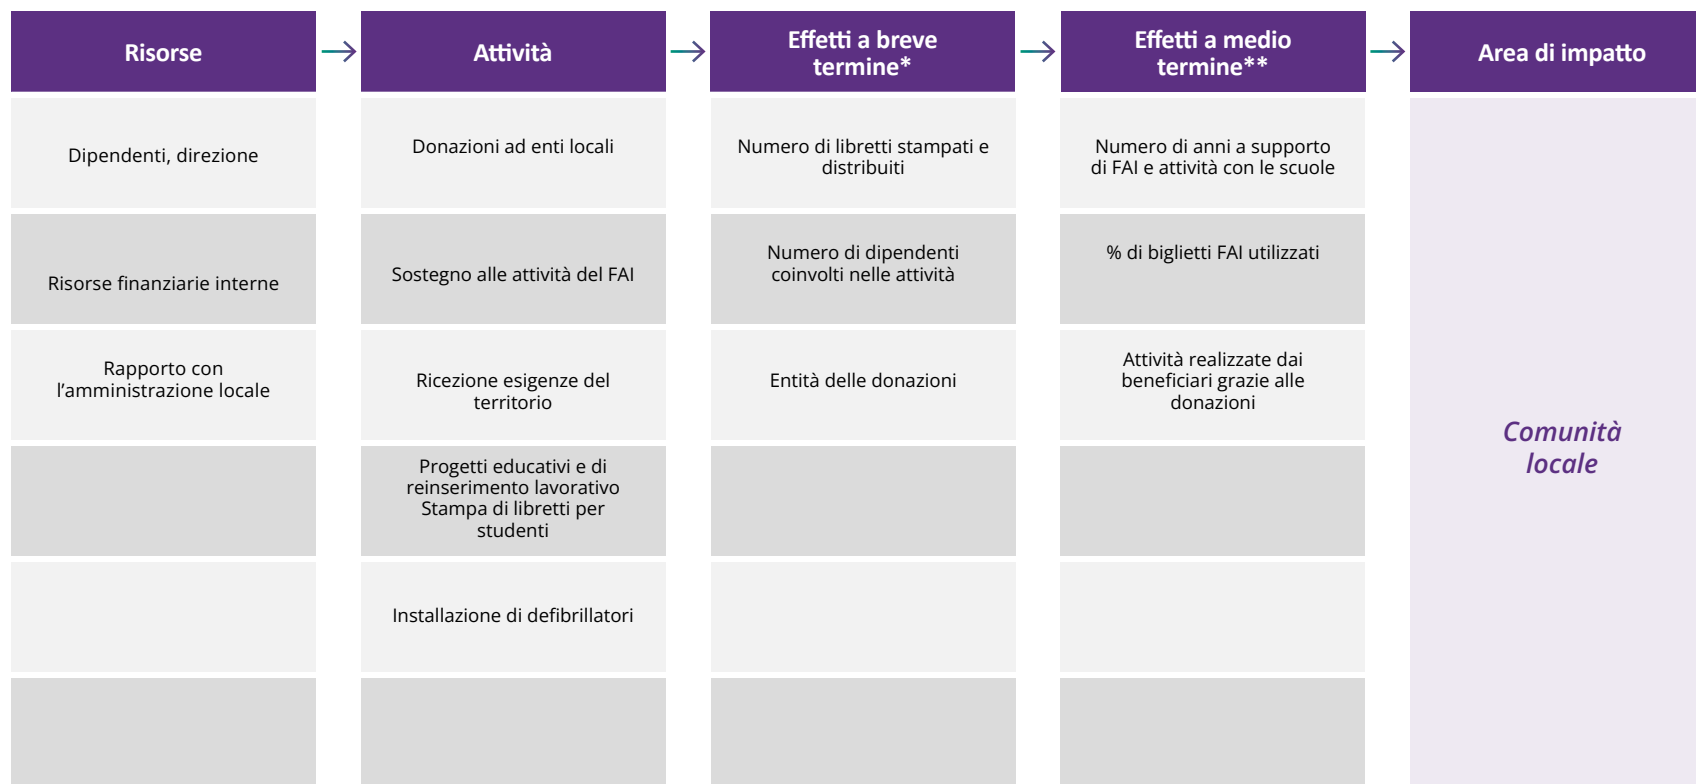 Risorse
Attività
Effetti a breve
termine*
Effetti a medio
termine**
Area di impatto
Dipendenti, direzione
Donazioni ad enti locali
Numero di libretti stampati e
distribuiti
Numero di anni a supporto
di FAI e attività con le scuole
Risorse finanziarie interne
Sostegno alle attività del FAI
Numero di dipendenti
coinvolti nelle attività
% di biglietti FAI utilizzati
Rapporto con
l’amministrazione locale
Ricezione esigenze del
territorio
Entità delle donazioni
Attività realizzate dai
beneficiari grazie alle
donazioni
Comunità
locale
Progetti educativi e di
reinserimento lavorativo
Stampa di libretti per
studenti
Installazione di defibrillatori